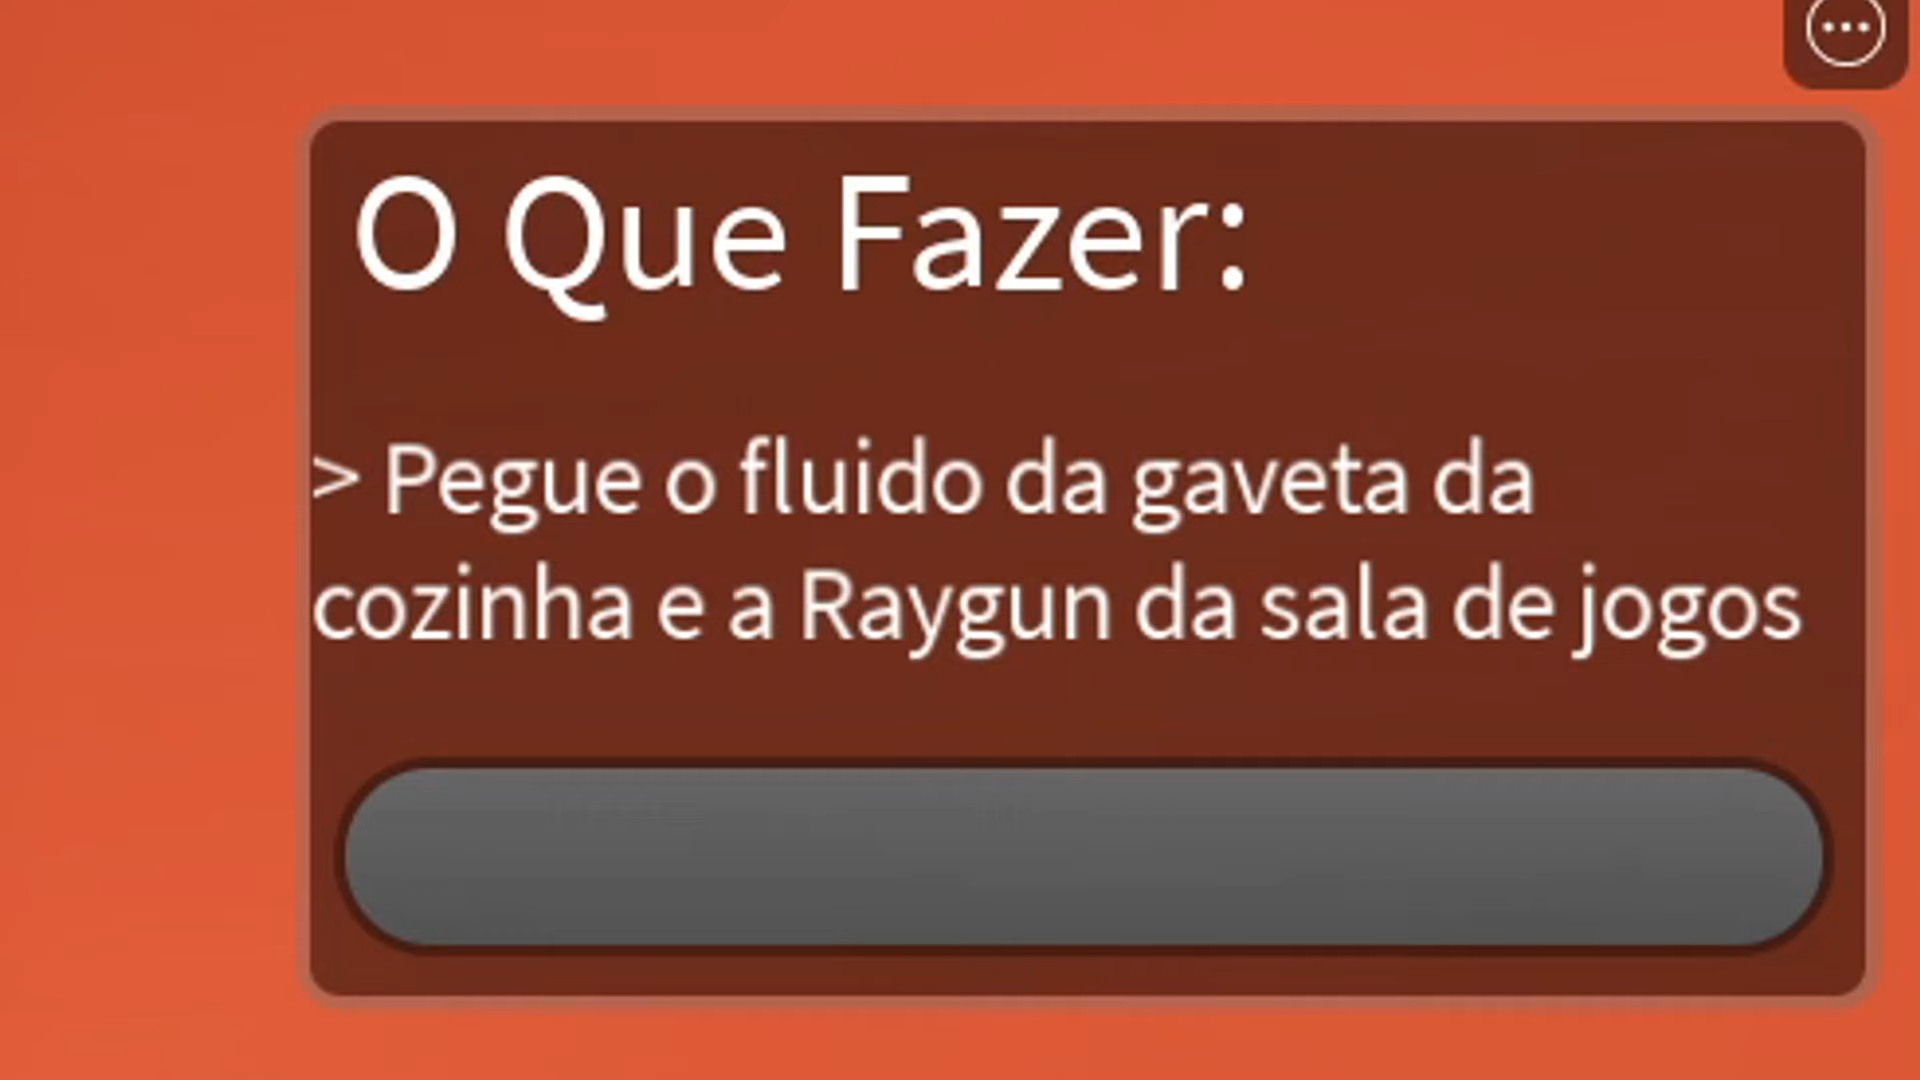 O Que Fazer:
> Pegue o fluido da gaveta da
cozinha e a Raygun da sala de jogos